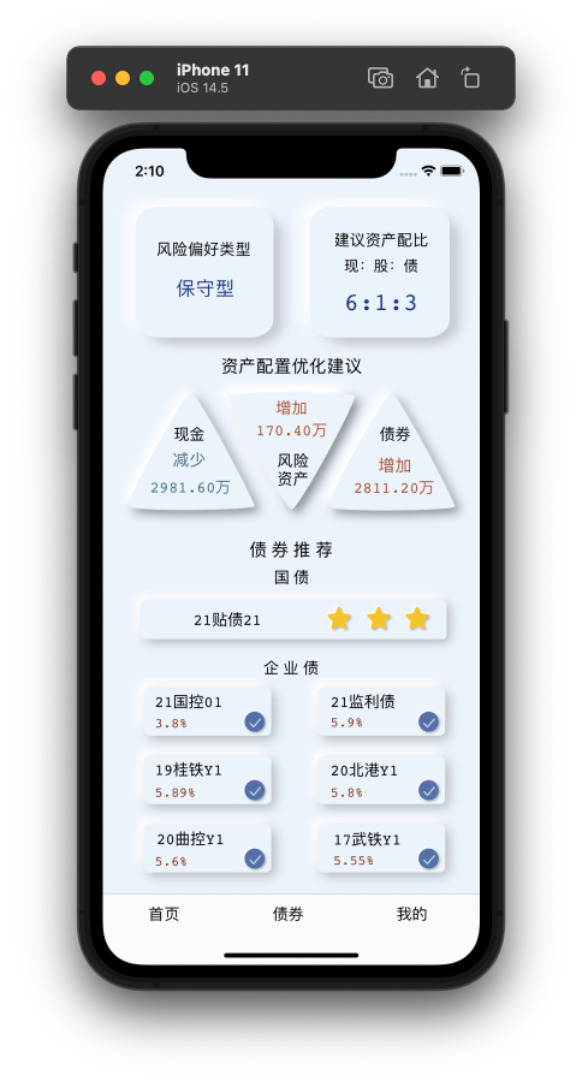 iPhone 11
iOS 14.5
2:10
风险偏好类型
保守型
建议资产配比
现: 股: 债
6:1:3
资产配置优化建议
现金
减少
2981.60万
增加
170.40万
风险
资产
债券
增加
2811.20万
债券推荐
国债
21贴债21
企业债
21国控01
3.8%
21监利债
5.9%
19桂铁Y1
5.89%
20北港Y1
5.8%
20曲控Y1
5.6%
17武铁Y1
5.55%
首页
债券
我的